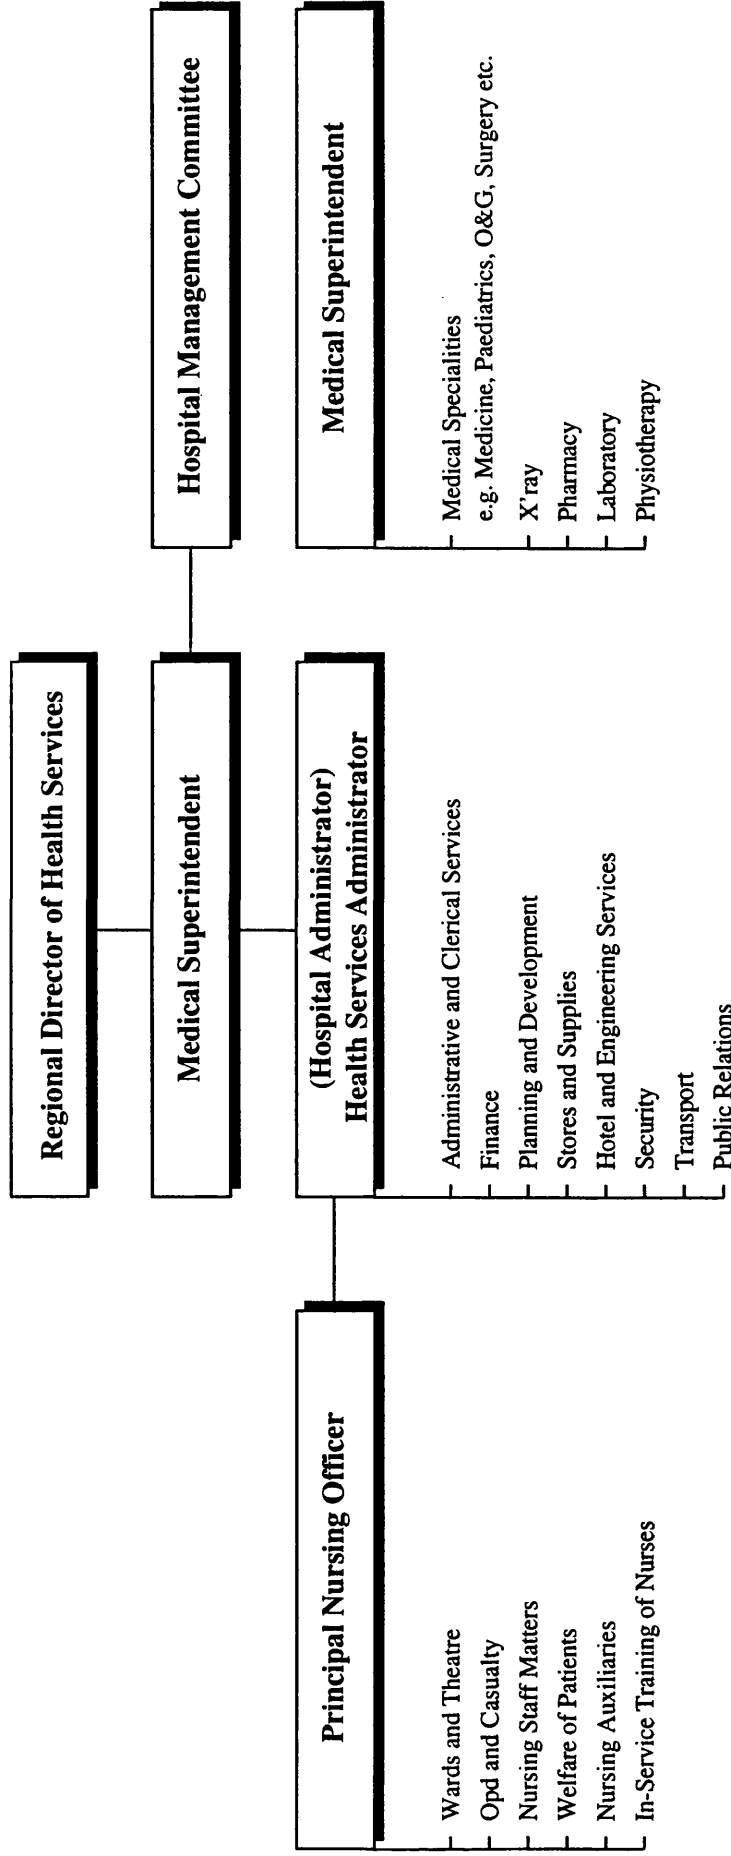 Regional Director of Health Services
Medical Superintendent
Hospital Management Committee
Principal Nursing Officer
(Hospital Administrator)
Health Services Administrator
Medical Superintendent
Wards and Theatre
Opd and Casualty
Nursing Staff Matters
Welfare of Patients
Nursing Auxiliaries
In-Service Training of Nurses
Administrative and Clerical Services
Finance
Planning and Development
Stores and Supplies
Hotel and Engineering Services
Security
Transport
Public Relations
Medical Specialities
e.g. Medicine, Paediatrics, O&G, Surgery etc.
X'ray
Pharmacy
Laboratory
Physiotherapy